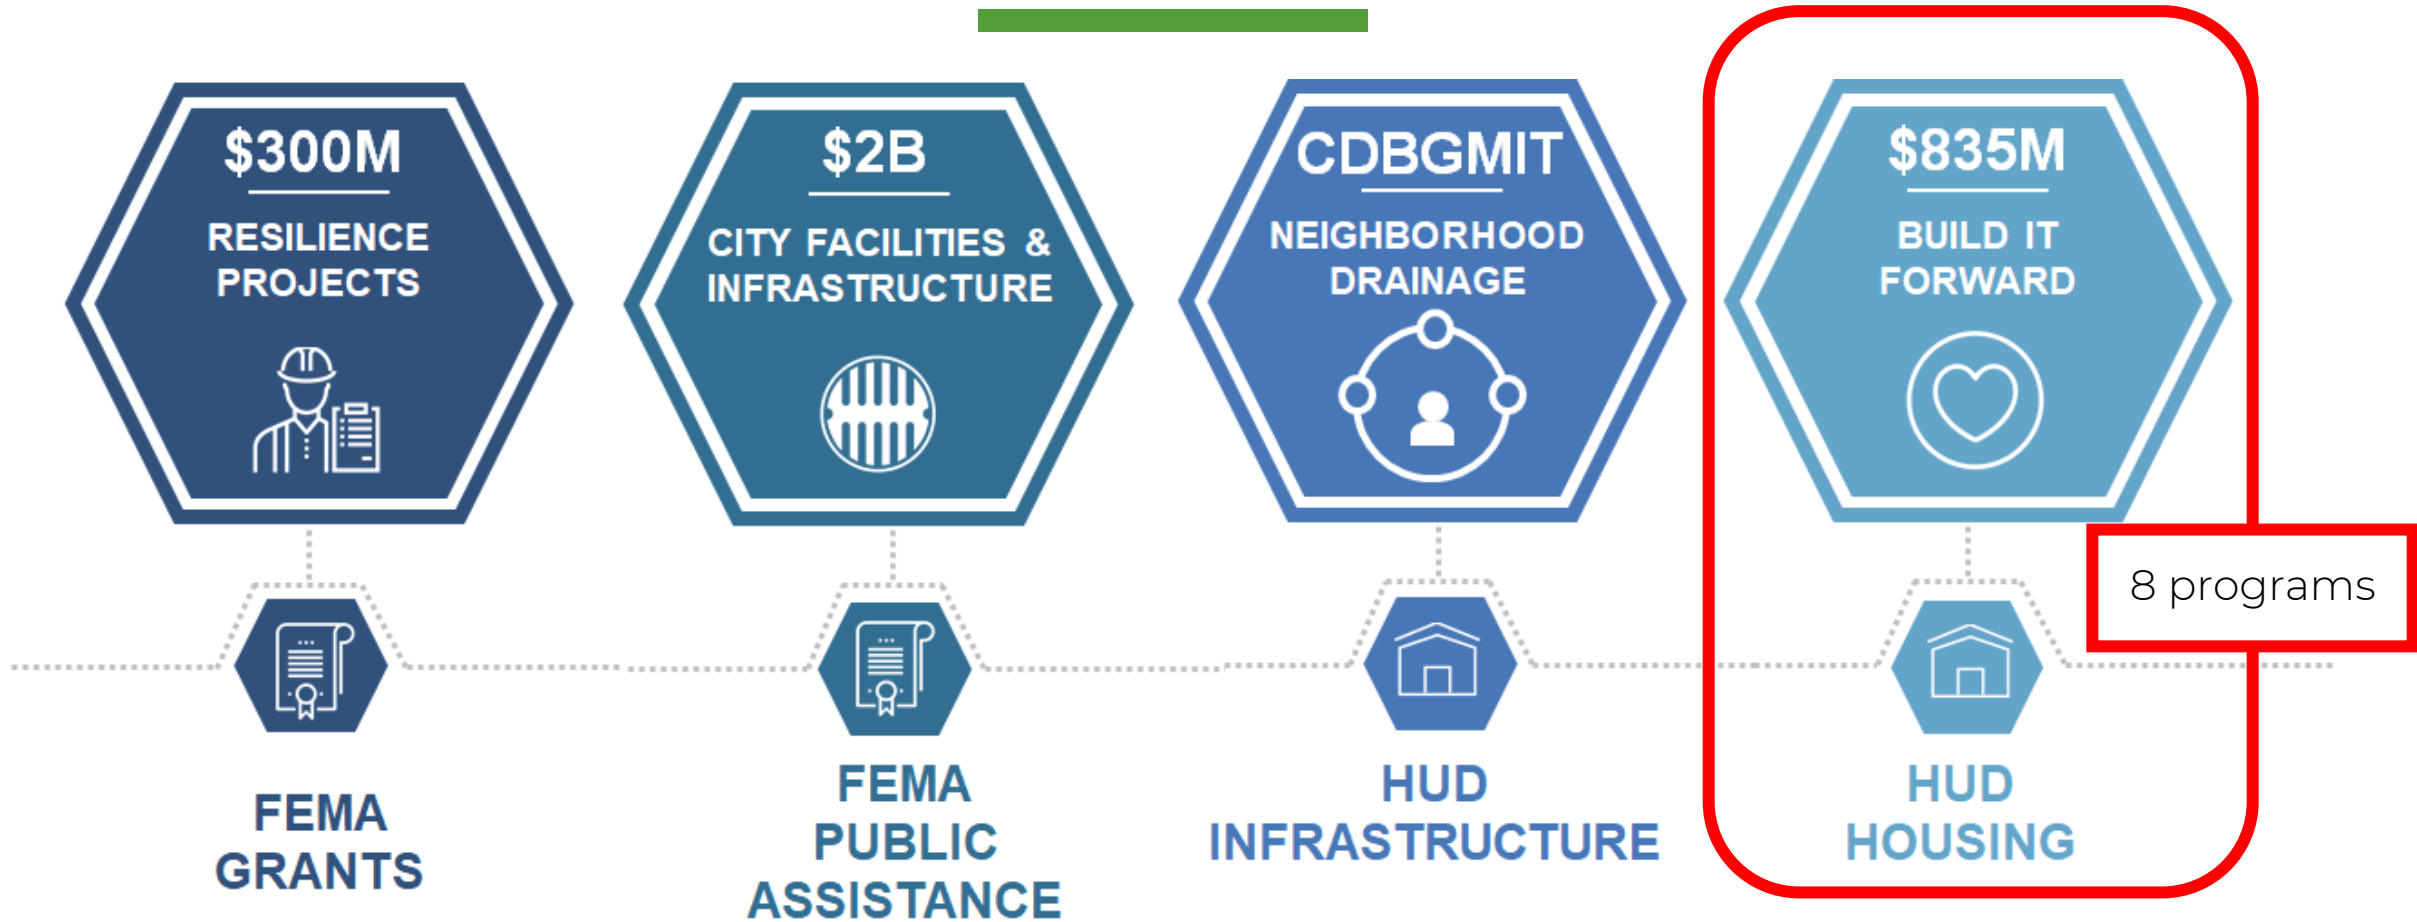 $300M
RESILIENCE
PROJECTS
FEMA
GRANTS
$2B
CITY FACILITIES &
INFRASTRUCTURE
FEMA
PUBLIC
ASSISTANCE
CDBGMIT
NEIGHBORHOOD
DRAINAGE
HUD
INFRASTRUCTURE
$835M
BUILD IT
FORWARD
8 programs
HUD
HOUSING